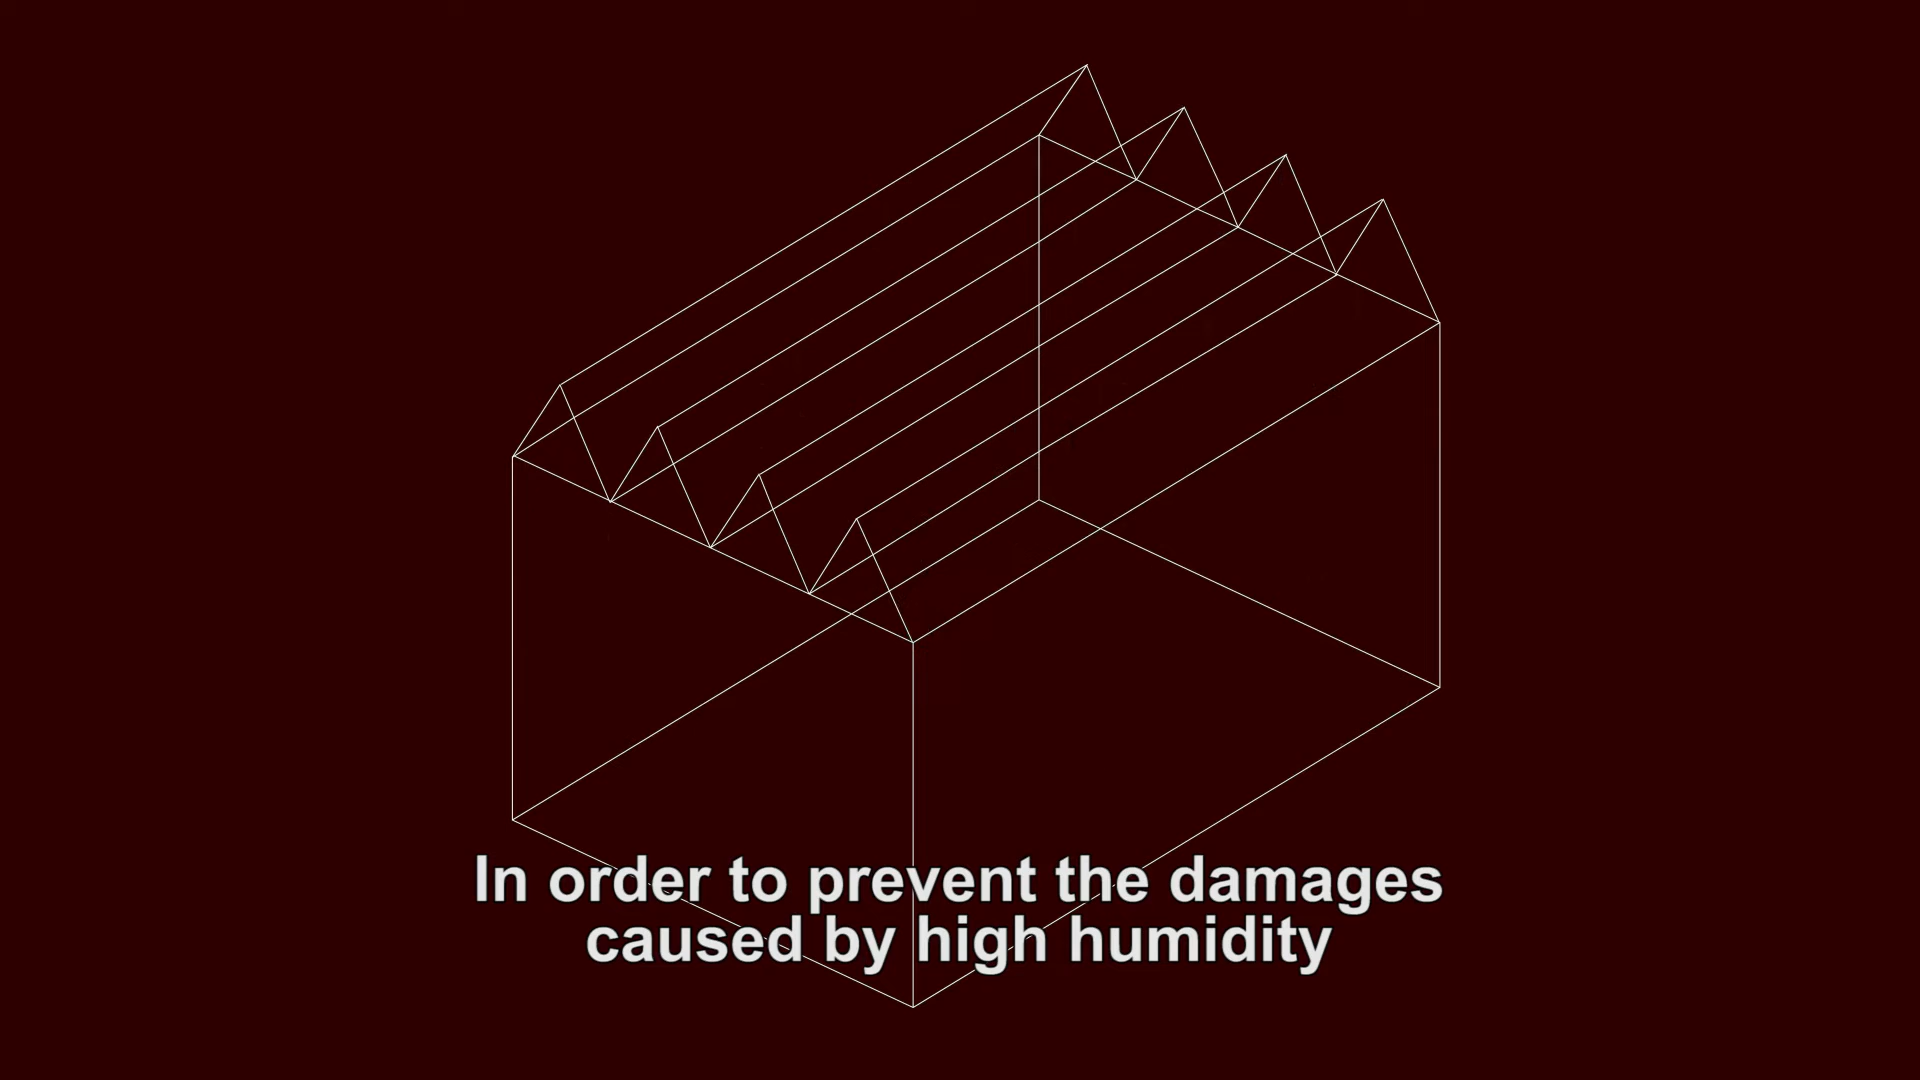 In order to prevent the damages
caused by high humidity